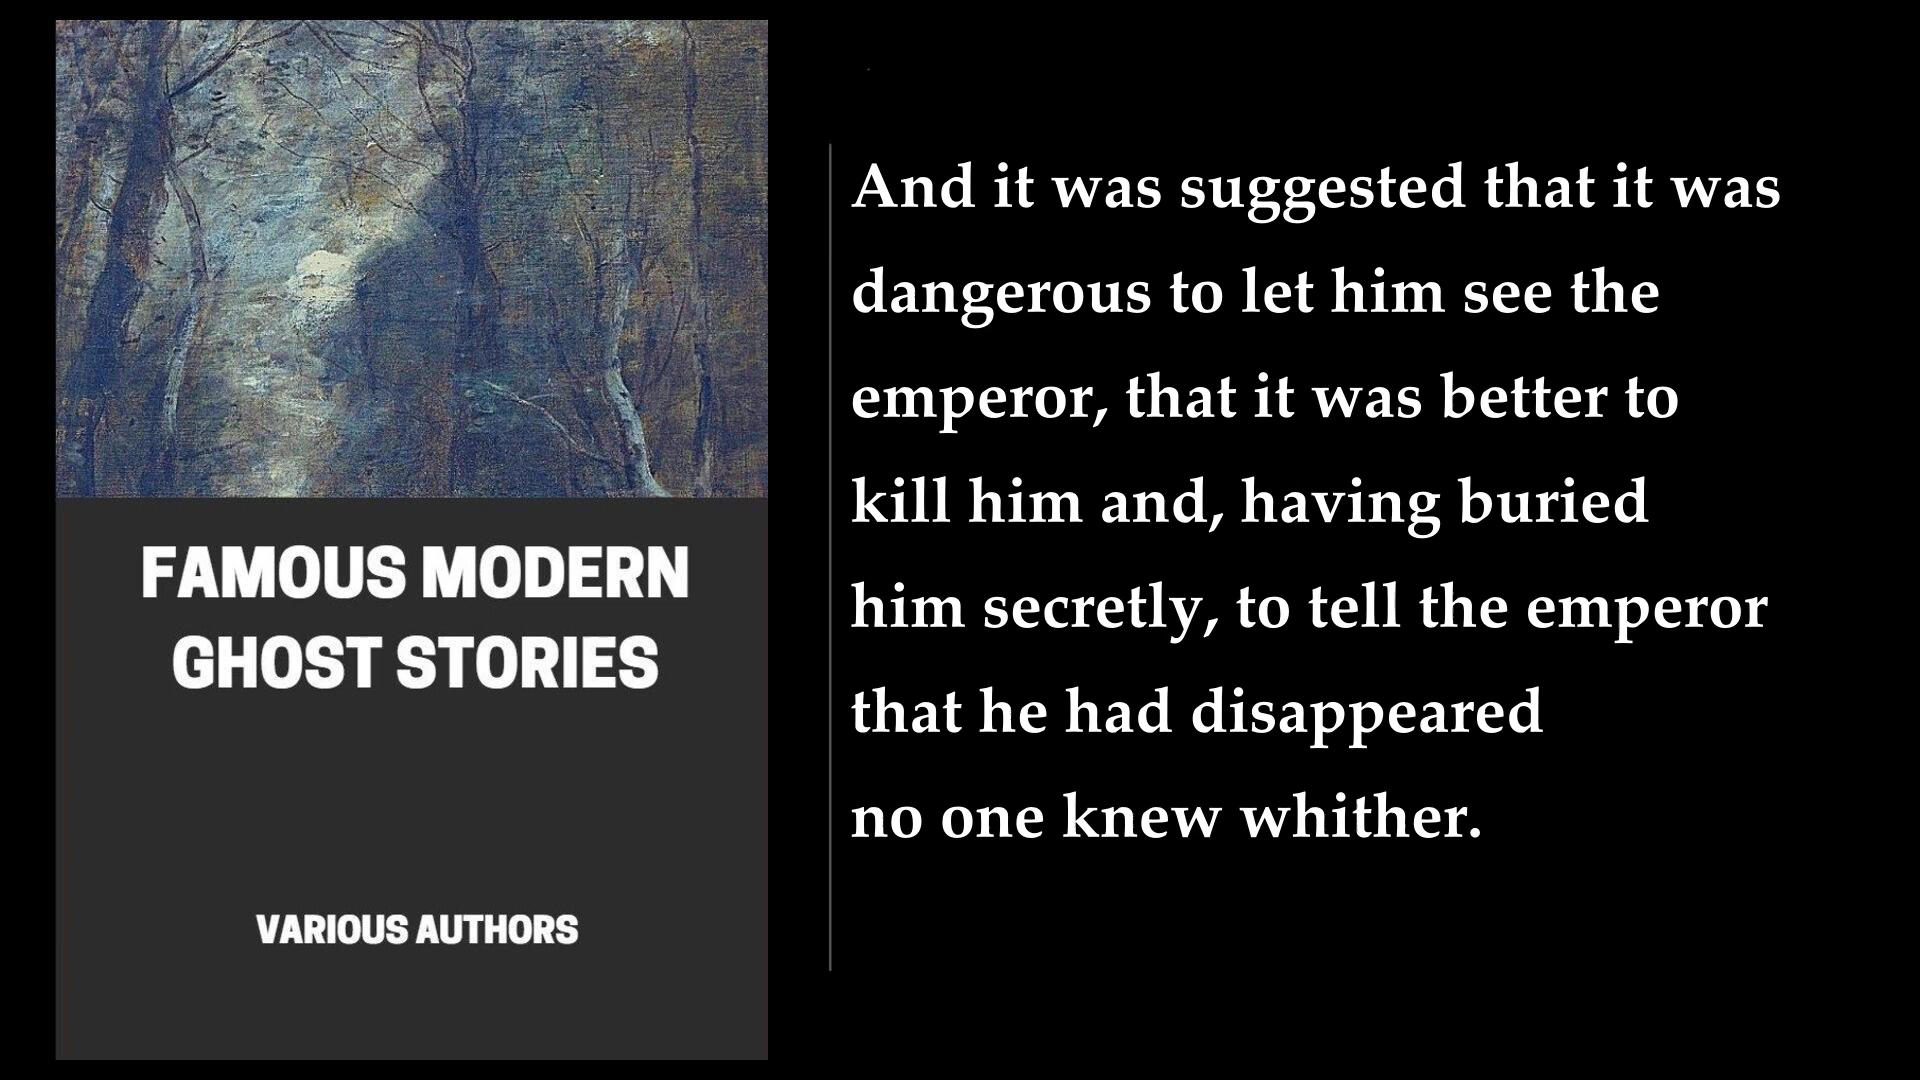 FAMOUS MODERN
GHOST STORIES
VARIOUS AUTHORS
And it was suggested that it was
dangerous to let him see the
emperor, that it was better to
kill him and, having buried
him secretly, to tell the emperor
that he had disappeared
no one knew whither.